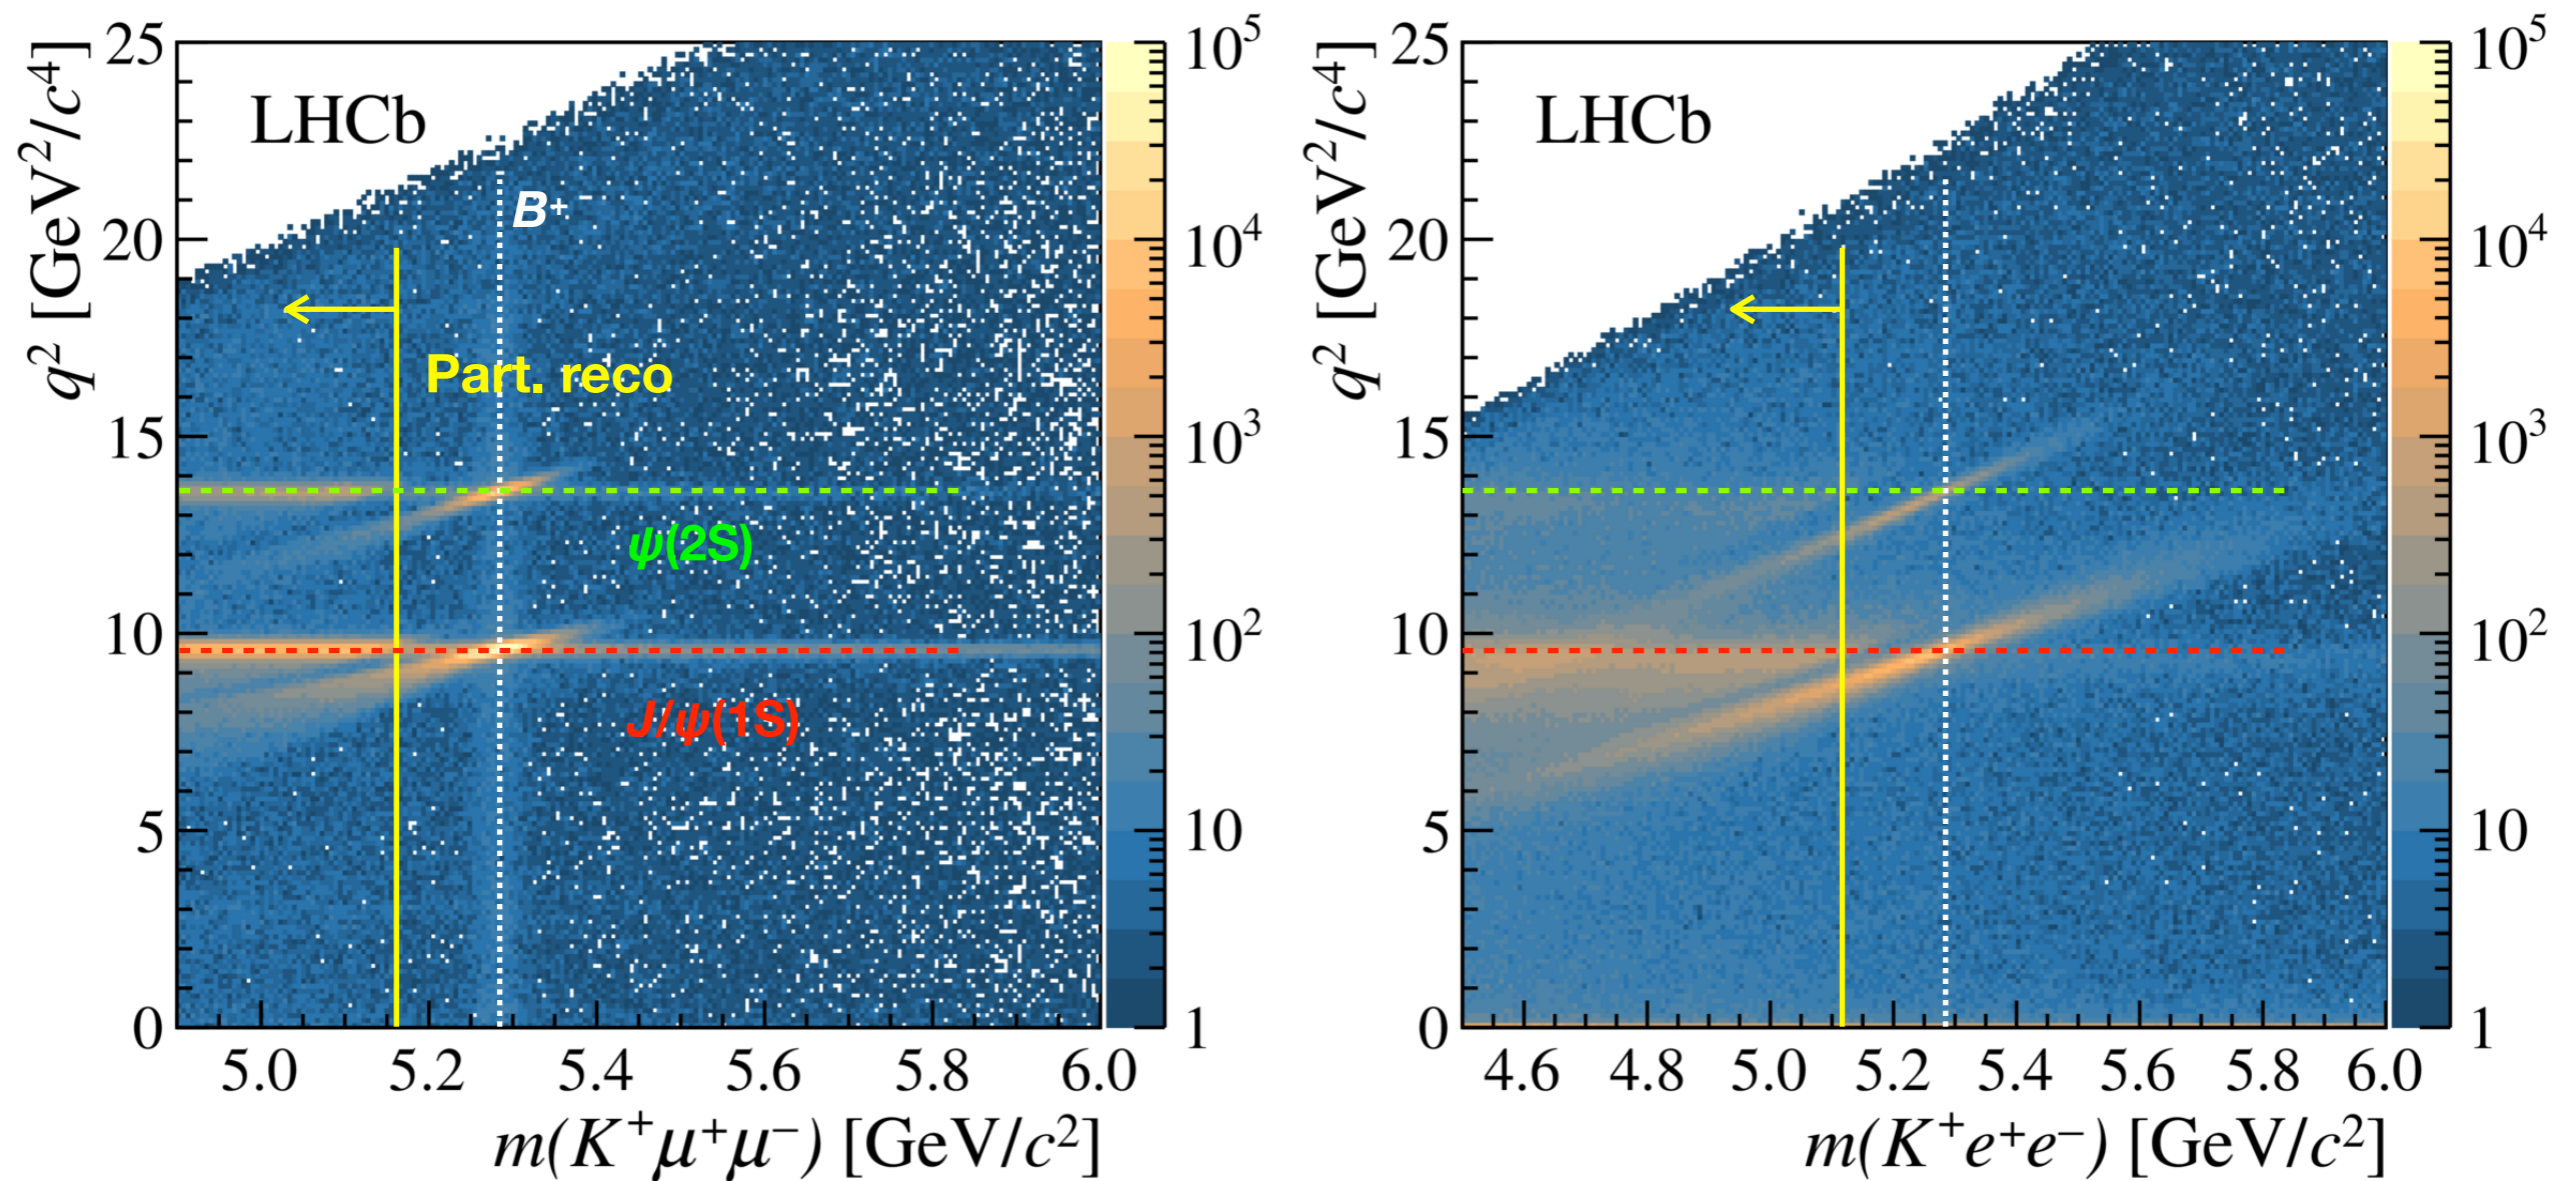 q² [GeV²/c⁴]
25
20
15
10
5
0
LHCb
B⁺
Part. reco
ψ(2S)
J/ψ(1S)
5.0 5.2 5.4 5.6 5.8 6.0
m(K⁺μ⁺μ⁻) [GeV/c²]
10⁵
10⁴
10³
10²
10
1
q² [GeV²/c⁴]
25
20
15
10
5
0
LHCb
4.6 4.8 5.0 5.2 5.4 5.6 5.8 6.0
m(K⁺e⁺e⁻) [GeV/c²]
10⁵
10⁴
10³
10²
10
1